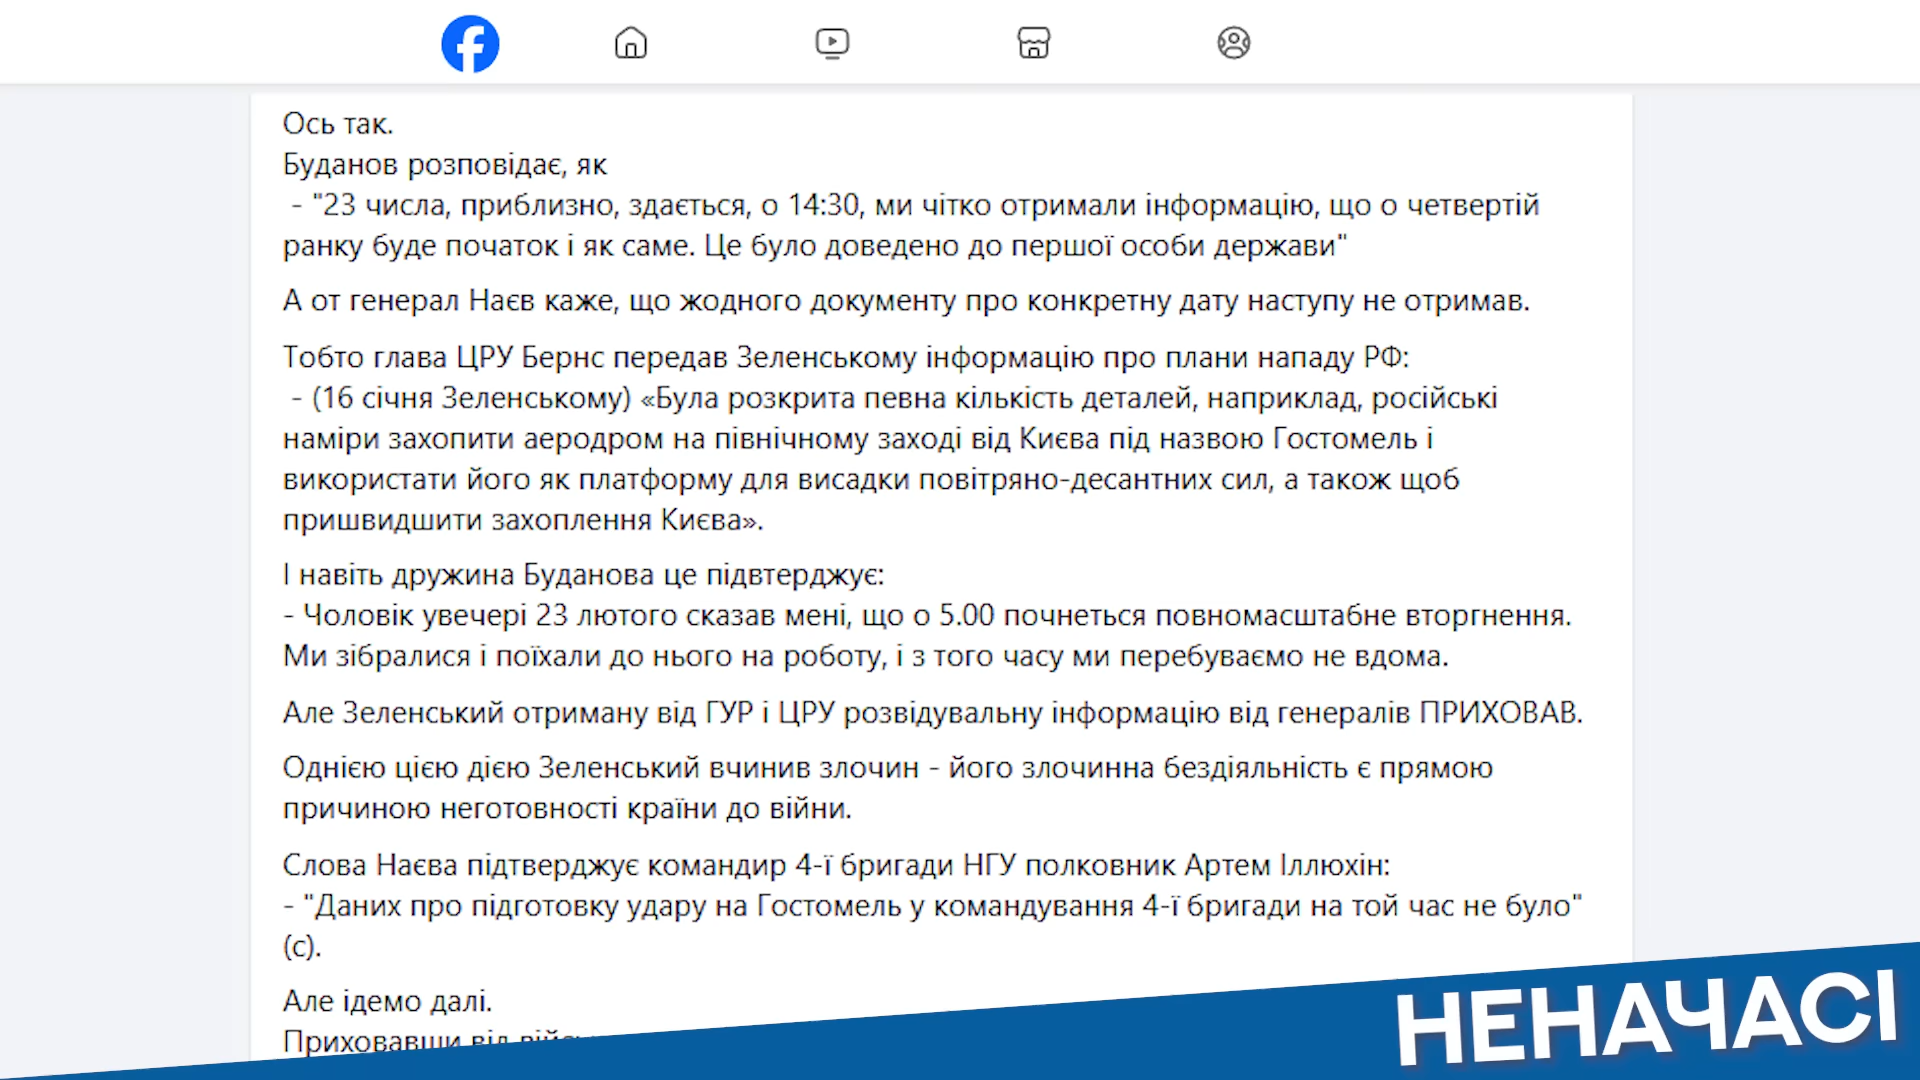 Ось так.
Буданов розповідає, як
- "23 числа, приблизно, здається, о 14:30, ми чітко отримали інформацію, що о четвертій
ранку буде початок і як саме. Це було доведено до першої особи держави"
А от генерал Наєв каже, що жодного документу про конкретну дату наступу не отримав.
Тобто глава ЦРУ Бернс передав Зеленському інформацію про плани нападу РФ:
- (16 січня Зеленському) «Була розкрита певна кількість деталей, наприклад, російські
наміри захопити аеродром на північному заході від Києва під назвою Гостомель і
використати його як платформу для висадки повітряно-десантних сил, а також щоб
пришвидшити захоплення Києва».
І навіть дружина Буданова це підвтерджує:
- Чоловік увечері 23 лютого сказав мені, що о 5.00 почнеться повномасштабне вторгнення.
Ми зібралися і поїхали до нього на роботу, і з того часу ми перебуваємо не вдома.
Але Зеленський отриману від ГУР і ЦРУ розвідувальну інформацію від генералів ПРИХОВАВ.
Однією цією дією Зеленський вчинив злочин - його злочинна бездіяльність є прямою
причиною неготовності країни до війни.
Слова Наєва підтверджує командир 4-ї бригади НГУ полковник Артем Іллюхін:
- "Даних про підготовку удару на Гостомель у командування 4-ї бригади на той час не було"
(с).
Але ідемо далі.
Приховавши від
НЕНАЧАСІ